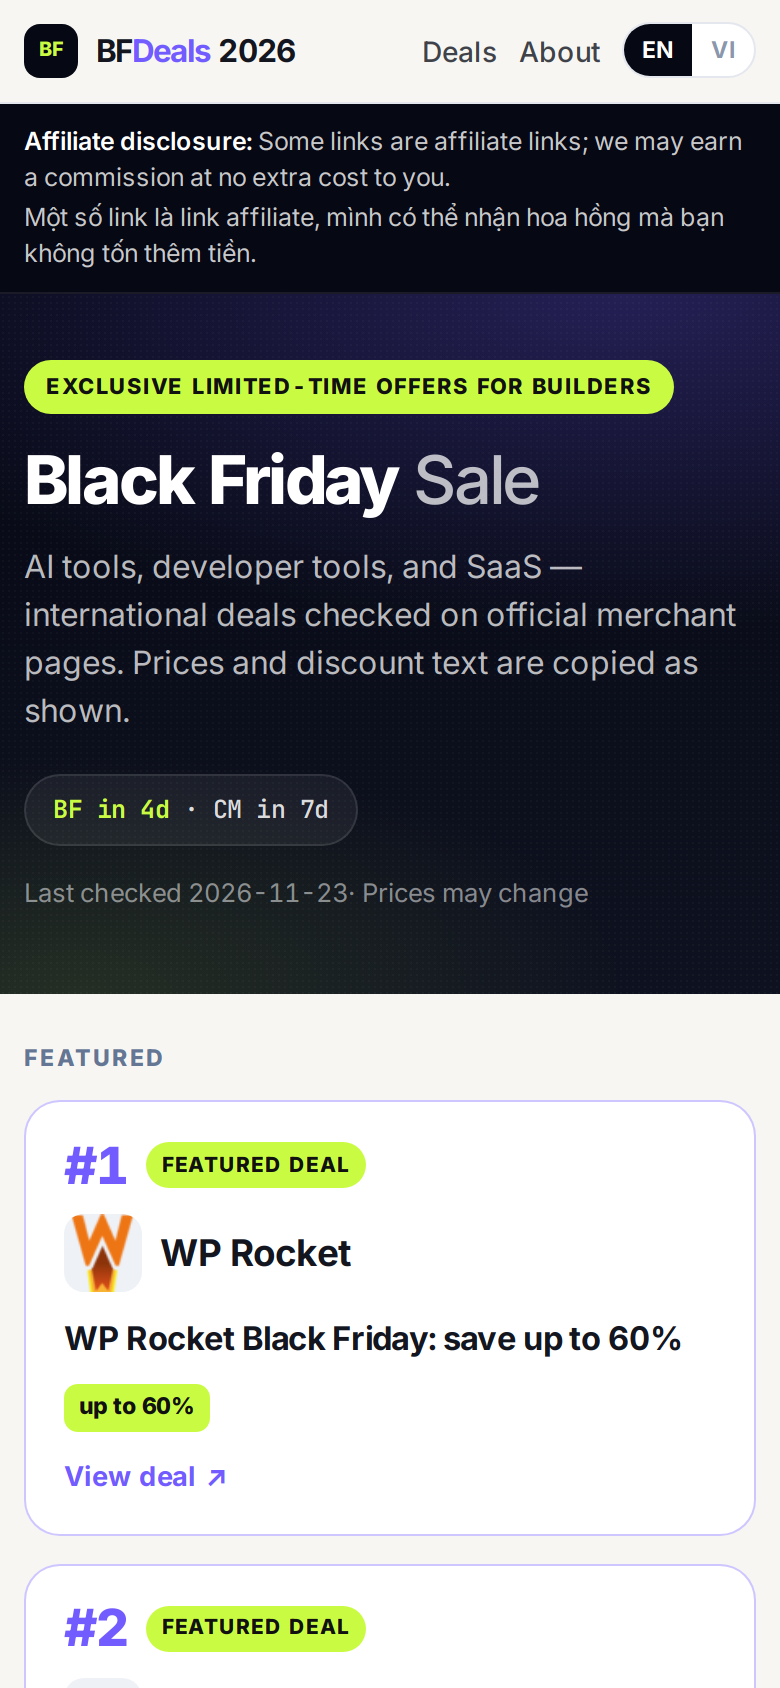 BF
BFDeals 2026
Deals
About
EN
VI
Affiliate disclosure: Some links are affiliate links; we may earn
a commission at no extra cost to you.
Một số link là link affiliate, mình có thể nhận hoa hồng mà bạn
không tốn thêm tiền.
EXCLUSIVE LIMITED-TIME OFFERS FOR BUILDERS
Black Friday Sale
AI tools, developer tools, and SaaS —
international deals checked on official merchant
pages. Prices and discount text are copied as
shown.
BF in 4d · CM in 7d
Last checked 2026-11-23· Prices may change
FEATURED
#1
FEATURED DEAL
WP Rocket
WP Rocket Black Friday: save up to 60%
up to 60%
View deal ↗
#2
FEATURED DEAL